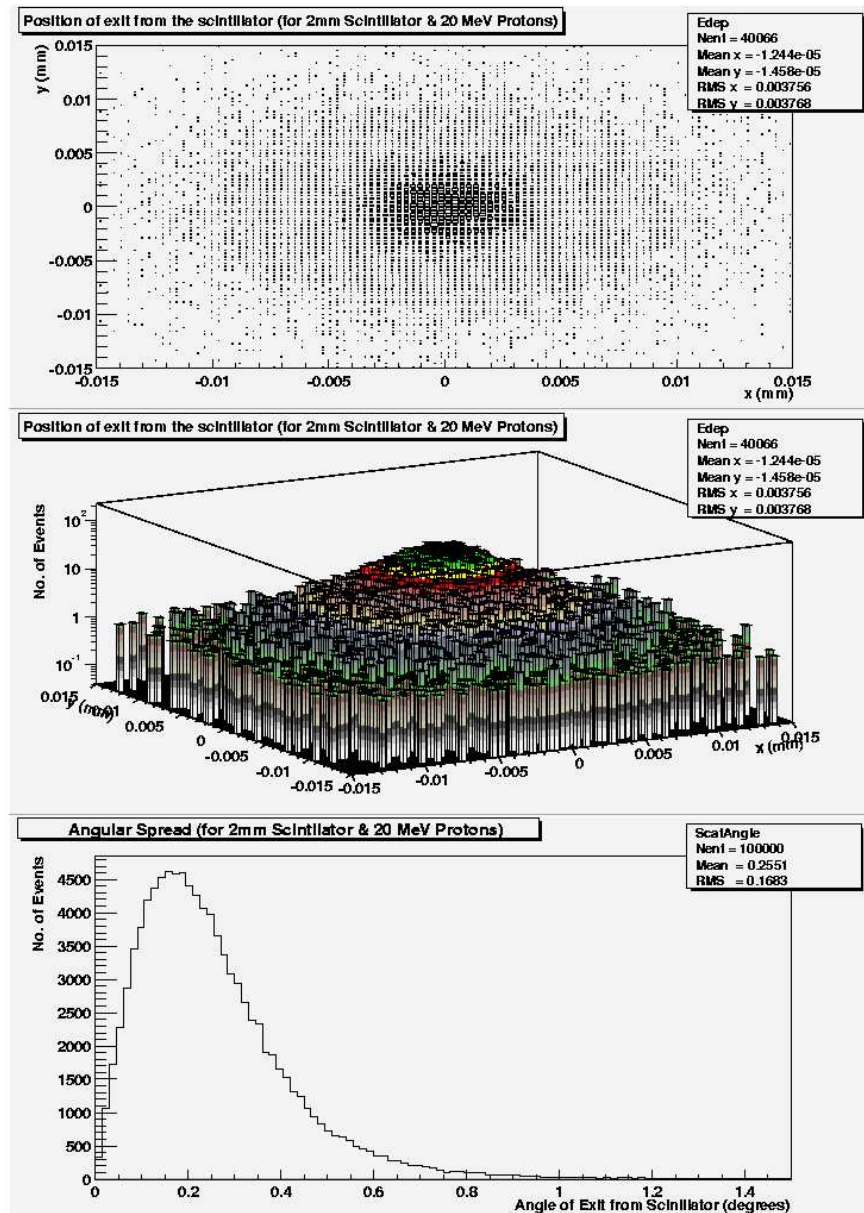 Position of exit from the scintillator (for 2mm Scintillator & 20 MeV Protons)
Edep
Nent = 40066
Mean x = -1.244e-05
Mean y = -1.458e-05
RMS x = 0.003756
RMS y = 0.003768
y (mm)
0.015
0.01
0.005
0
-0.005
-0.01
-0.015
-0.015
-0.01
-0.005
0
0.005
0.01
0.015
x (mm)
Position of exit from the scintillator (for 2mm Scintillator & 20 MeV Protons)
Edep
Nent = 40066
Mean x = -1.244e-05
Mean y = -1.458e-05
RMS x = 0.003756
RMS y = 0.003768
No. of Events
10²
10
1
10⁻¹
0.015
y (mm)
0.01
0.005
0
-0.005
-0.01
-0.015
-0.015
-0.01
-0.005
0
0.005
0.01
0.015
x (mm)
Angular Spread (for 2mm Scintllator & 20 MeV Protons)
ScatAngle
Nent = 100000
Mean = 0.2551
RMS = 0.1683
No. of Events
4500
4000
3500
3000
2500
2000
1500
1000
500
0
0
0.2
0.4
0.6
0.8
1
1.2
1.4
Angle of Exit from Scinillator (degrees)